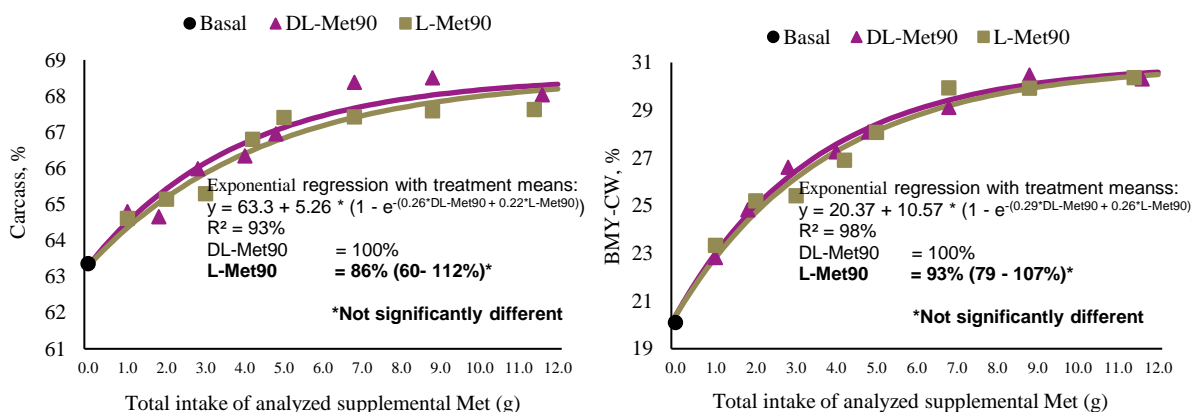 Basal DL-Met90 L-Met90
Carcass, %
69
68
67
66
65
64
63
62
61
Exponential regression with treatment means:
y = 63.3 + 5.26 * (1 - e-(0.26*DL-Met90 + 0.22*L-Met90))
R² = 93%
DL-Met90 = 100%
L-Met90 = 86% (60- 112%)*
*Not significantly different
0.0 1.0 2.0 3.0 4.0 5.0 6.0 7.0 8.0 9.0 10.0 11.0 12.0
Total intake of analyzed supplemental Met (g)
Basal DL-Met90 L-Met90
BMY-CW, %
31
29
27
25
23
21
19
Exponential regression with treatment meanss:
y = 20.37 + 10.57 * (1 - e-(0.29*DL-Met90 + 0.26*L-Met90)
R² = 98%
DL-Met90 = 100%
L-Met90 = 93% (79 - 107%)*
*Not significantly different
0.0 1.0 2.0 3.0 4.0 5.0 6.0 7.0 8.0 9.0 10.0 11.0 12.0
Total intake of analyzed supplemental Met (g)